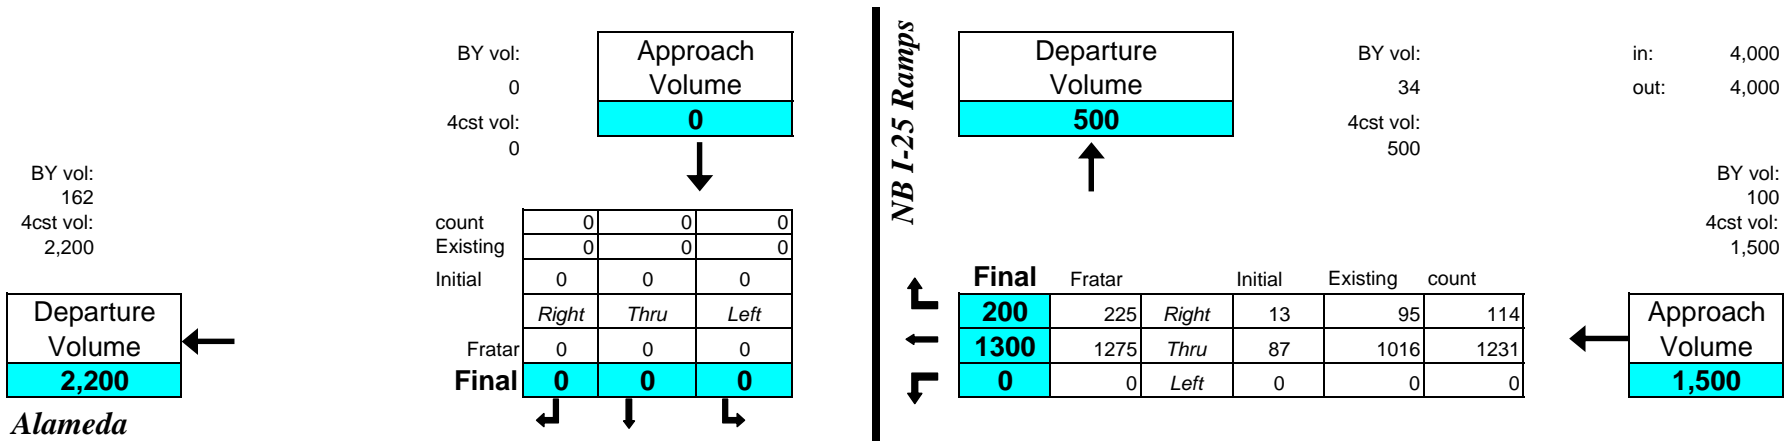 BY vol:
0
4cst vol:
0
Approach
Volume
0
NB I-25 Ramps
Departure
Volume
500
BY vol:
34
4cst vol:
500
in: 4,000
out: 4,000
BY vol:
162
4cst vol:
2,200
BY vol:
100
4cst vol:
1,500
count 0 0 0
Existing 0 0 0
Initial 0 0 0
Right Thru Left
Fratar 0 0 0
Final 0 0 0
Final Fratar Initial Existing count
200 225 Right 13 95 114
1300 1275 Thru 87 1016 1231
0 0 Left 0 0 0
Departure
Volume
2,200
Approach
Volume
1,500
Alameda